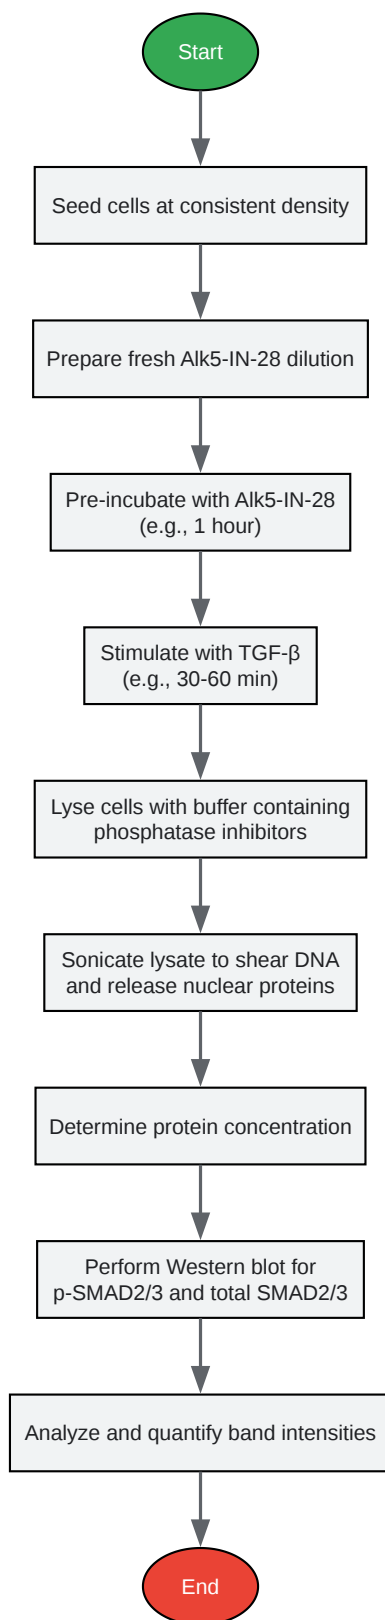 Start
Seed cells at consistent density
Prepare fresh Alk5-IN-28 dilution
Pre-incubate with Alk5-IN-28
(e.g., 1 hour)
Stimulate with TGF-β
(e.g., 30-60 min)
Lyse cells with buffer containing
phosphatase inhibitors
Sonicate lysate to shear DNA
and release nuclear proteins
Determine protein concentration
Perform Western blot for
p-SMAD2/3 and total SMAD2/3
Analyze and quantify band intensities
End